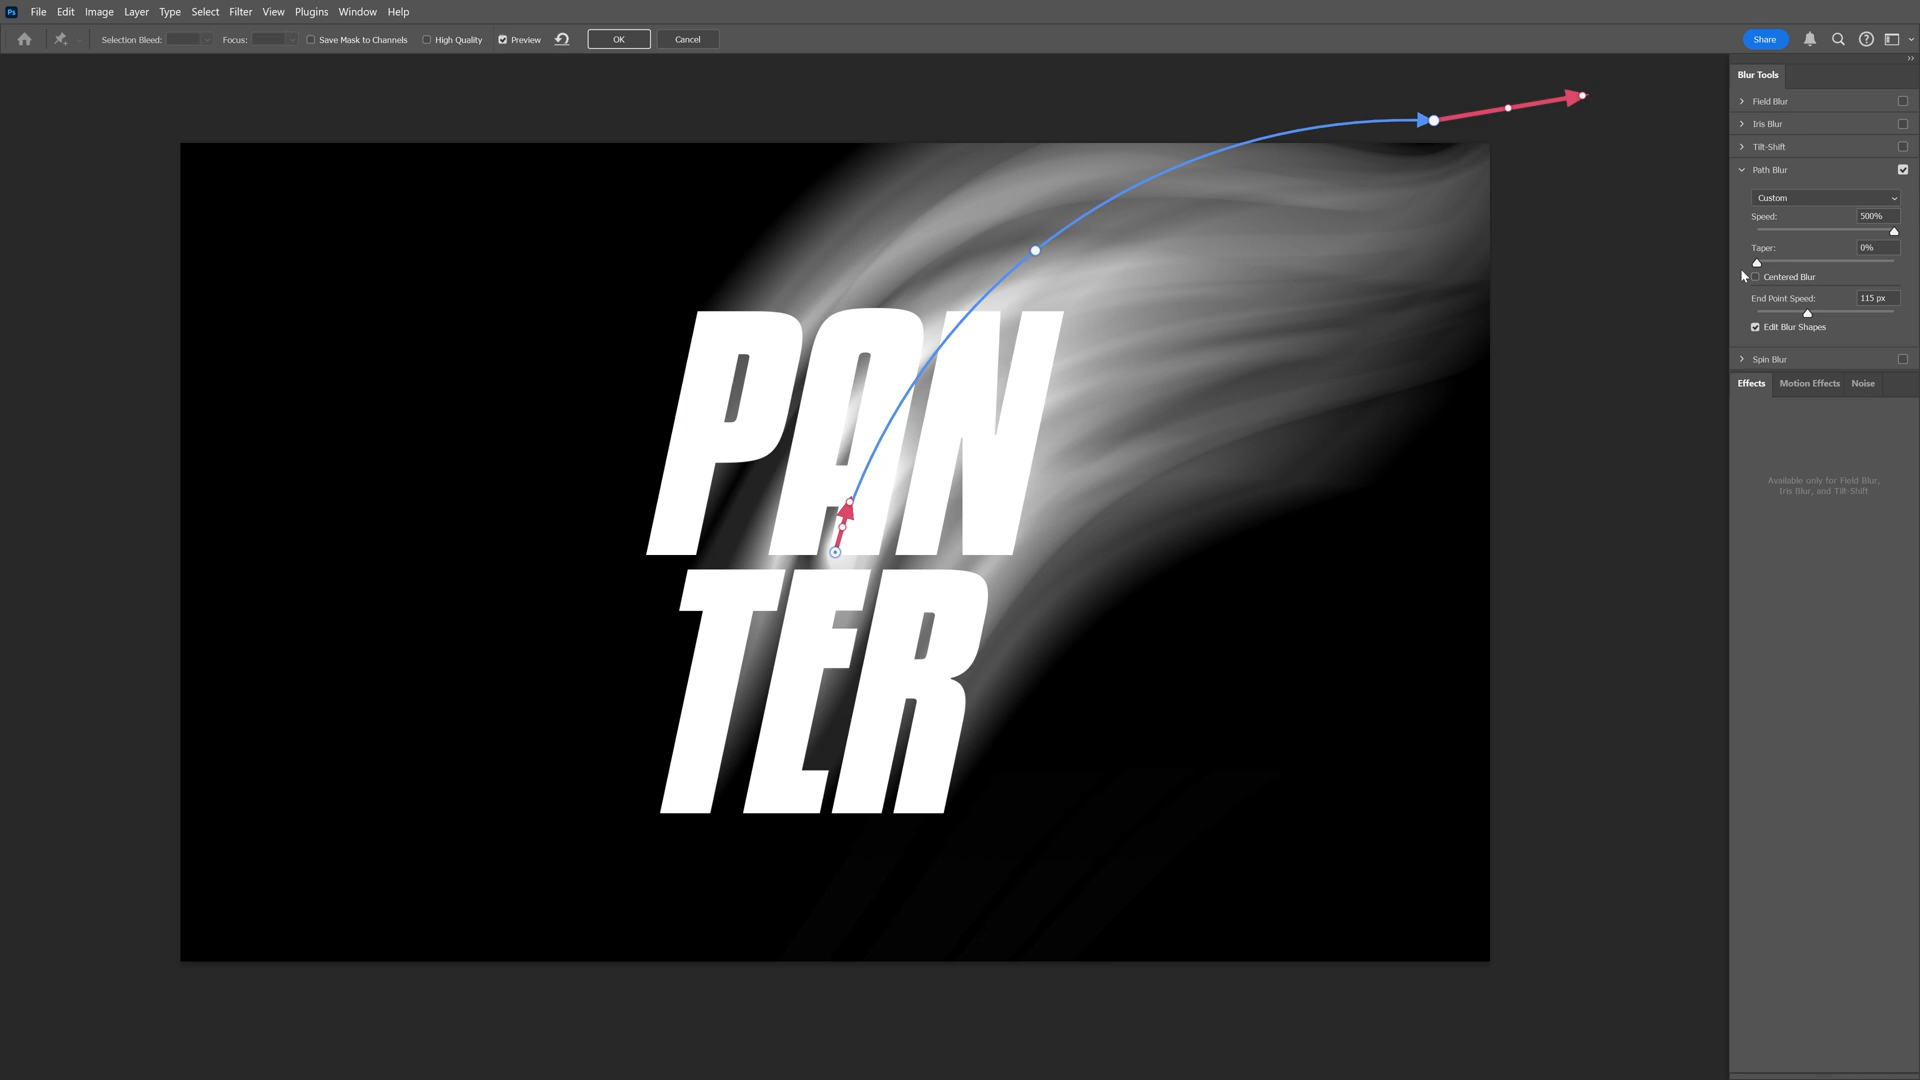 Ps File Edit Image Layer Type Select Filter View Plugins Window Help
Selection Bleed: Focus: Save Mask to Channels High Quality Preview OK Cancel Share
Blur Tools
Field Blur
Iris Blur
Tilt-Shift
Path Blur
Custom
Speed: 500%
Taper: 0%
Centered Blur
End Point Speed: 115 px
Edit Blur Shapes
Spin Blur
Effects Motion Effects Noise
Available only for Field Blur,
Iris Blur, and Tilt-Shift
PAN
TER